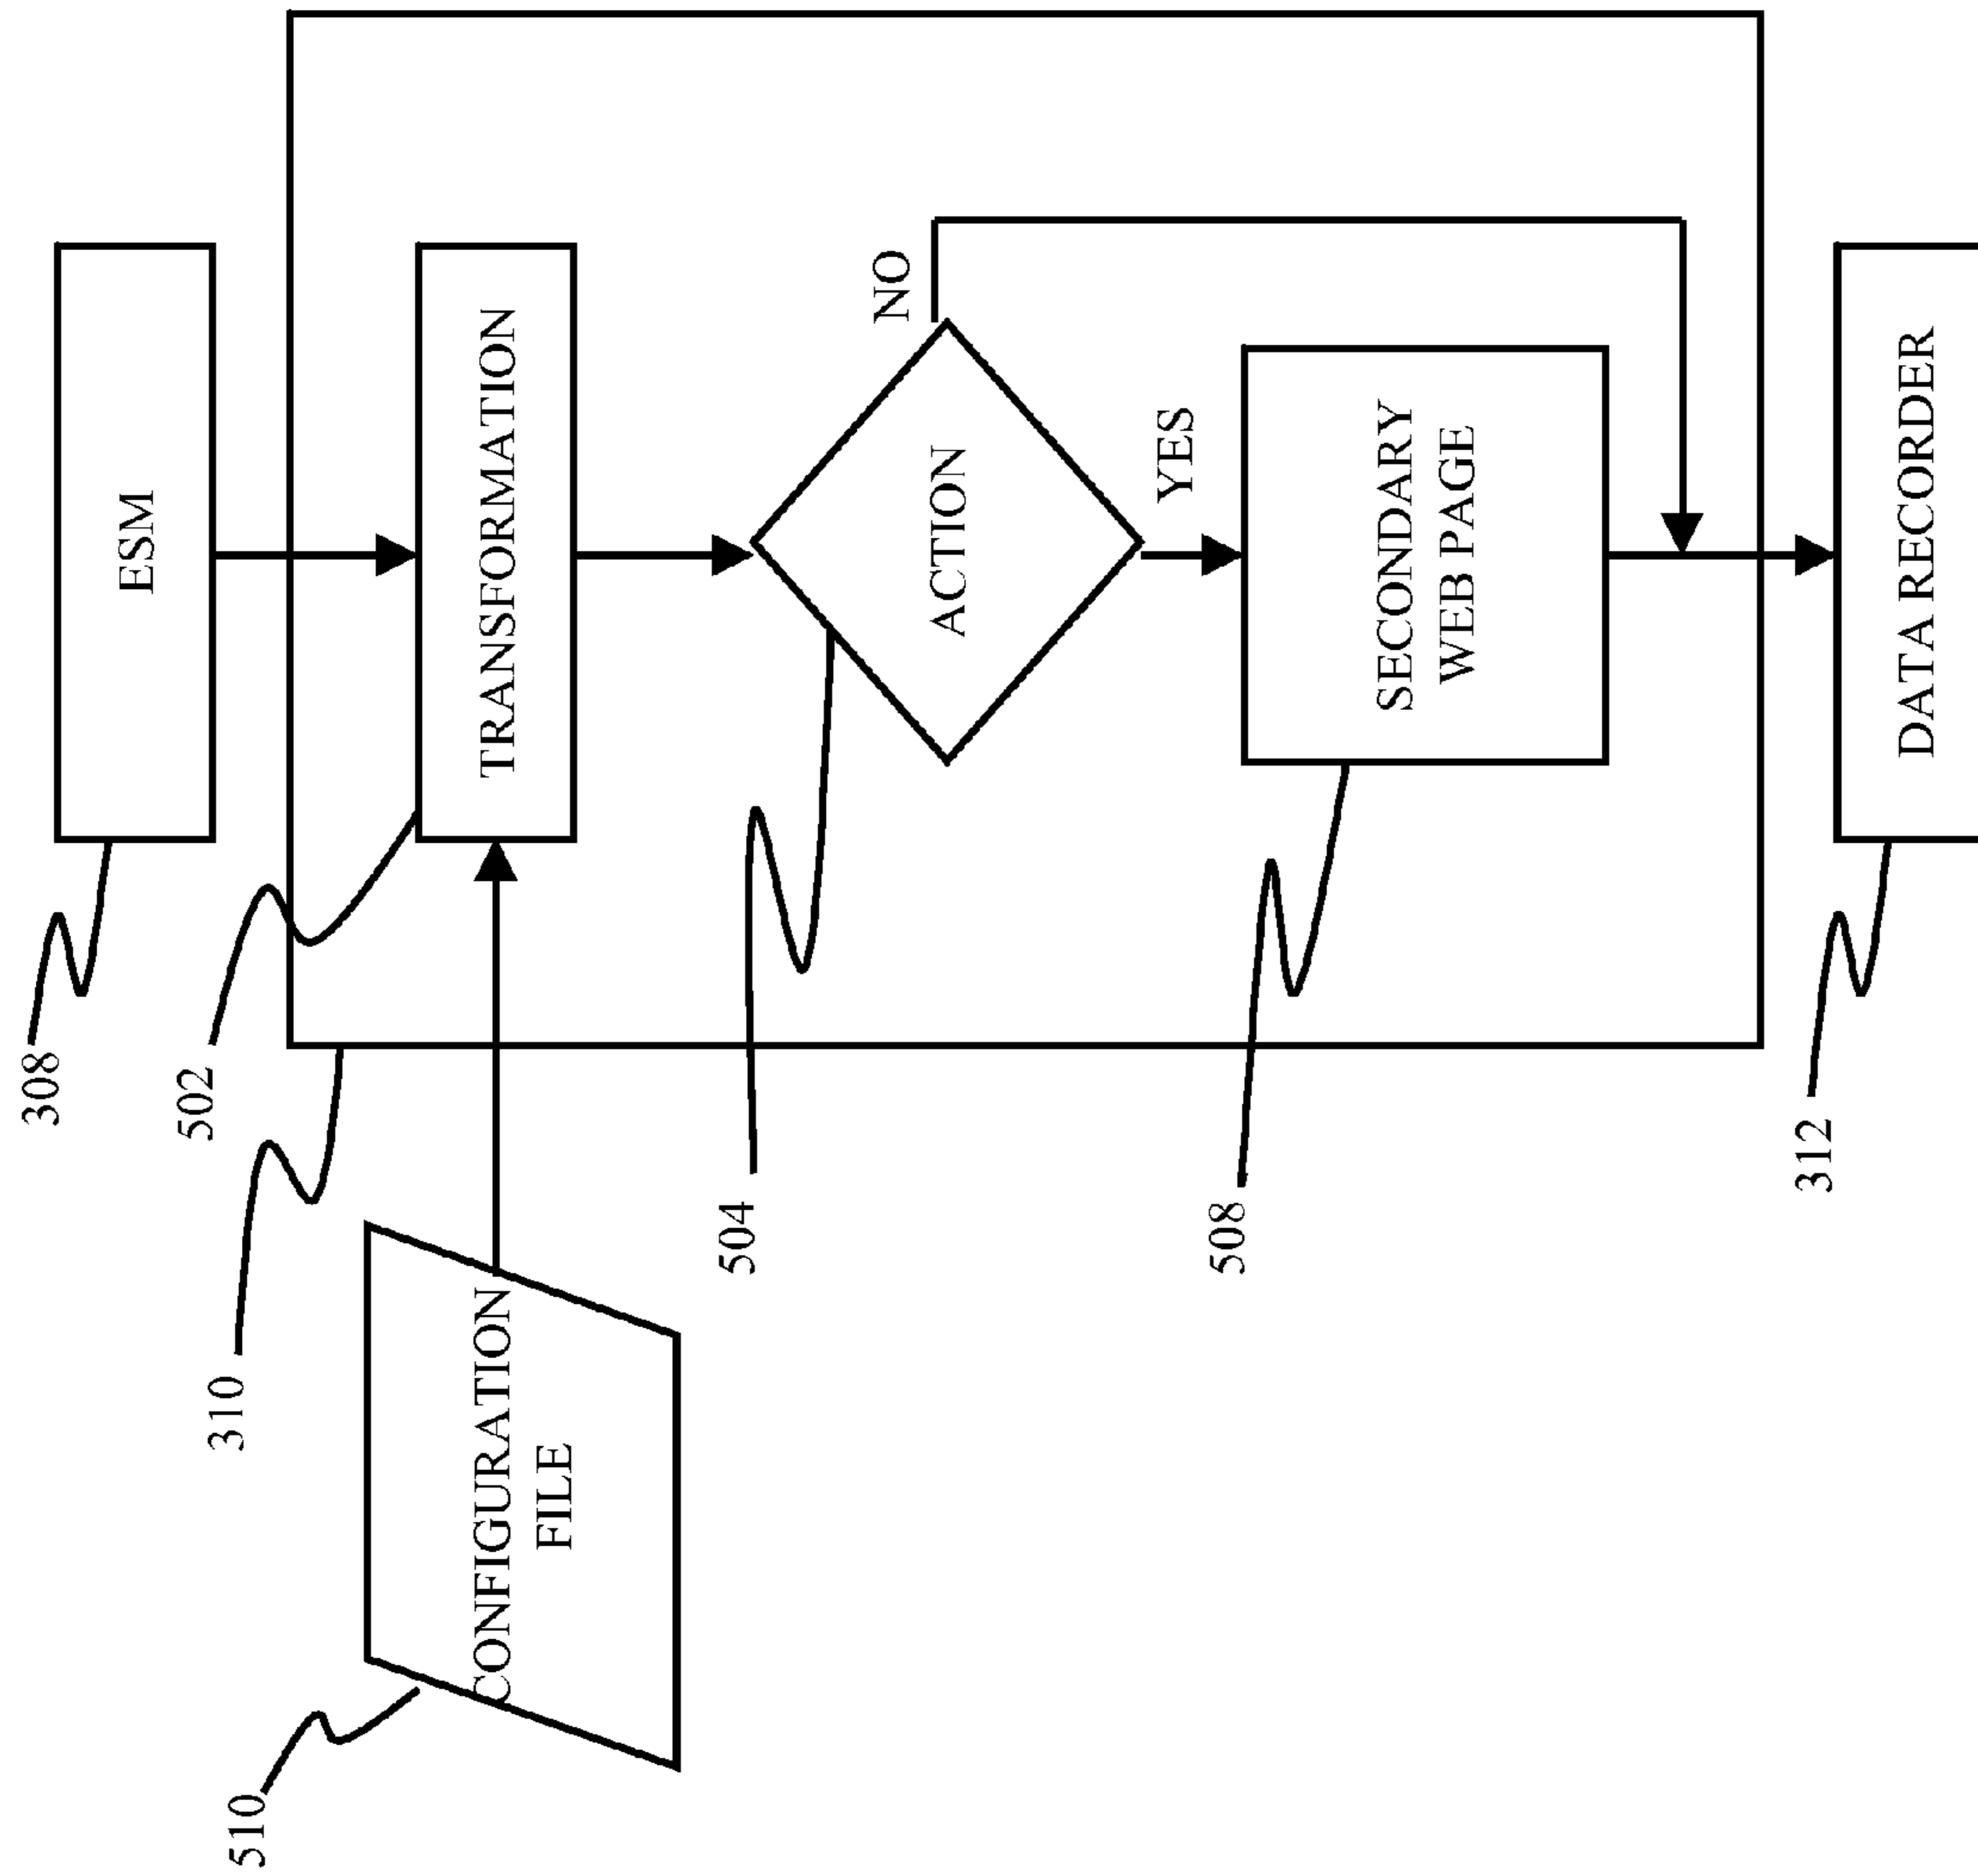 308
ESM
502
310
TRANSFORMATION
510
CONFIGURATION
FILE
504
ACTION
NO
YES
508
SECONDARY
WEB PAGE
312
DATA RECORDER